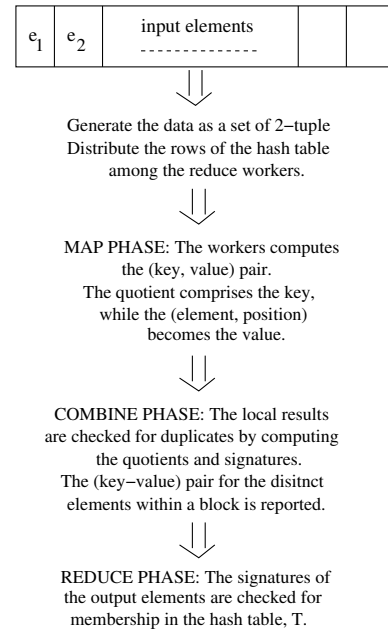 e1 e2 input elements
Generate the data as a set of 2−tuple
Distribute the rows of the hash table
among the reduce workers.
MAP PHASE: The workers computes
the (key, value) pair.
The quotient comprises the key,
while the (element, position)
becomes the value.
COMBINE PHASE: The local results
are checked for duplicates by computing
the quotients and signatures.
The (key−value) pair for the disitnct
elements within a block is reported.
REDUCE PHASE: The signatures of
the output elements are checked for
membership in the hash table, T.